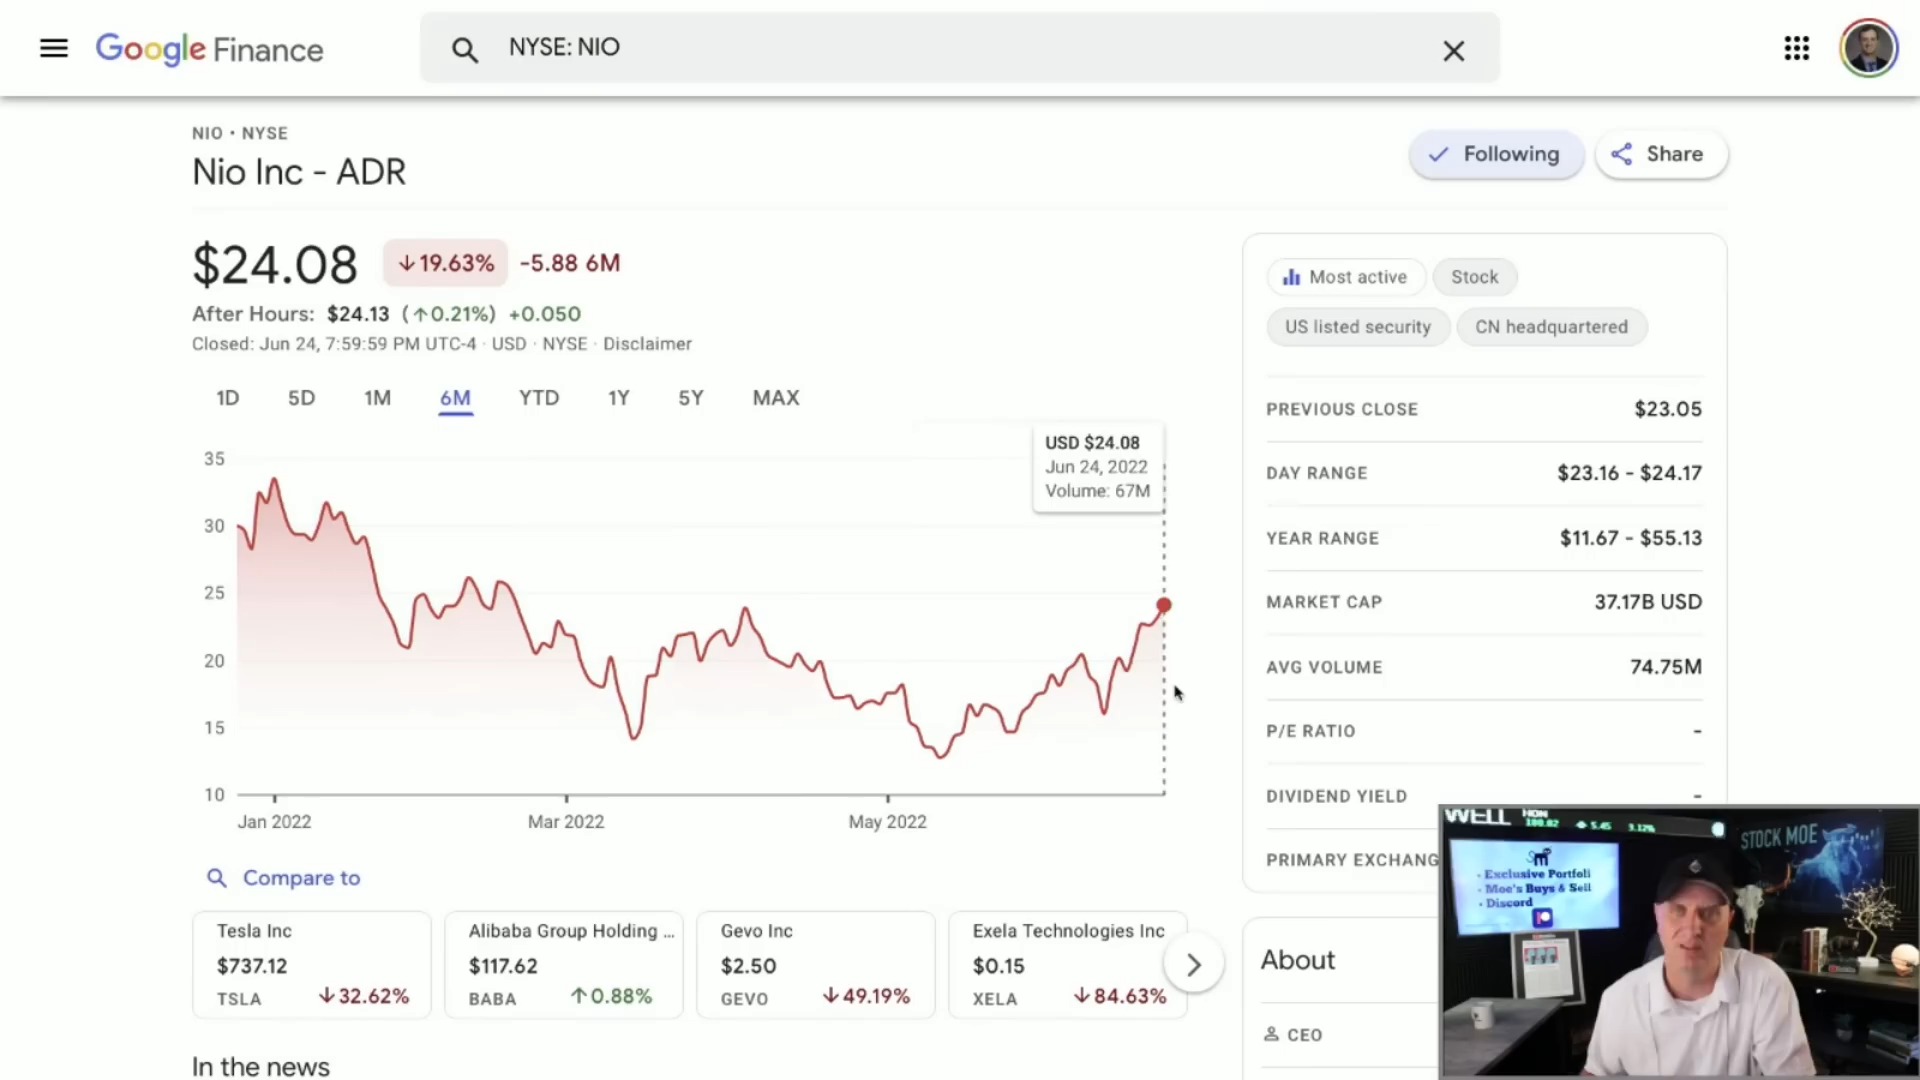 Google Finance
NYSE: NIO
NIO • NYSE
Nio Inc - ADR
Following
Share
$24.08
↓19.63%
-5.88 6M
After Hours: $24.13 (↑0.21%) +0.050
Closed: Jun 24, 7:59:59 PM UTC-4 · USD · NYSE · Disclaimer
1D 5D 1M 6M YTD 1Y 5Y MAX
USD $24.08
Jun 24, 2022
Volume: 67M
35
30
25
20
15
10
Jan 2022 Mar 2022 May 2022
Compare to
Tesla Inc
$737.12
TSLA ↓32.62%
Alibaba Group Holding ...
$117.62
BABA ↑0.88%
Gevo Inc
$2.50
GEVO ↓49.19%
Exela Technologies Inc
$0.15
XELA ↓84.63%
In the news
Most active
Stock
US listed security
CN headquartered
PREVIOUS CLOSE $23.05
DAY RANGE $23.16 - $24.17
YEAR RANGE $11.67 - $55.13
MARKET CAP 37.17B USD
AVG VOLUME 74.75M
P/E RATIO -
DIVIDEND YIELD -
PRIMARY EXCHANG
About
CEO
WELL
HON
5.45
3.12%
STOCK MOE
sm
- Exclusive Portfoli
- Moe's Buys & Sell
- Discord